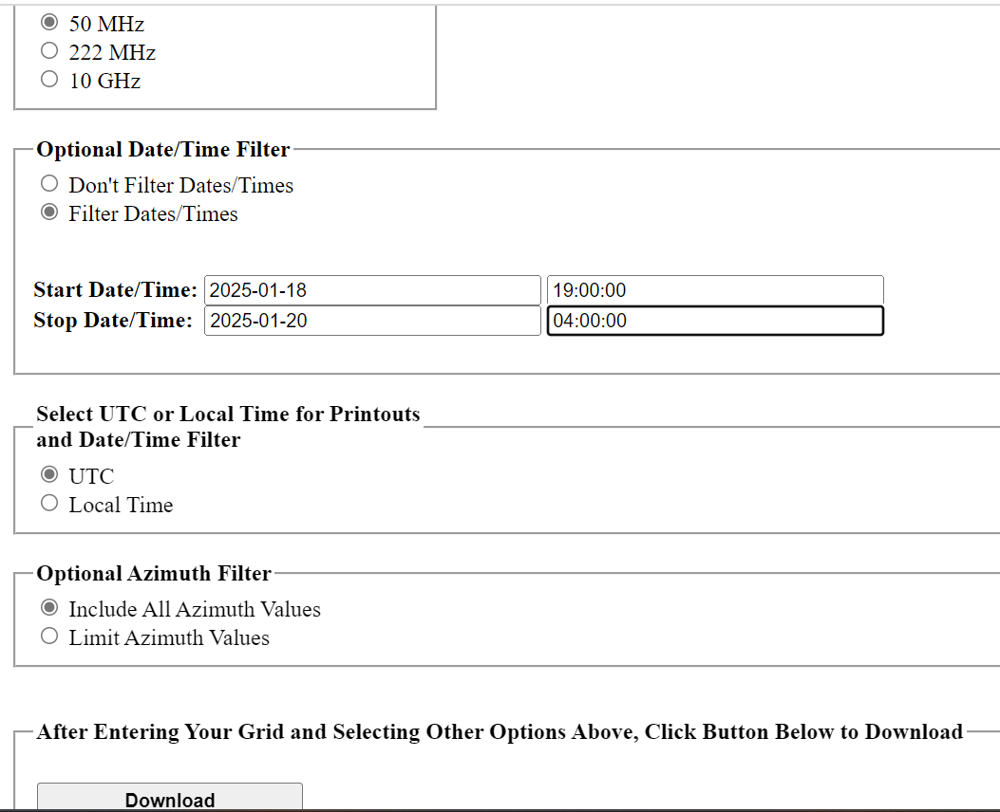 50 MHz
222 MHz
10 GHz
Optional Date/Time Filter
Don't Filter Dates/Times
Filter Dates/Times
Start Date/Time: 2025-01-18 19:00:00
Stop Date/Time: 2025-01-20 04:00:00
Select UTC or Local Time for Printouts
and Date/Time Filter
UTC
Local Time
Optional Azimuth Filter
Include All Azimuth Values
Limit Azimuth Values
After Entering Your Grid and Selecting Other Options Above, Click Button Below to Download
Download